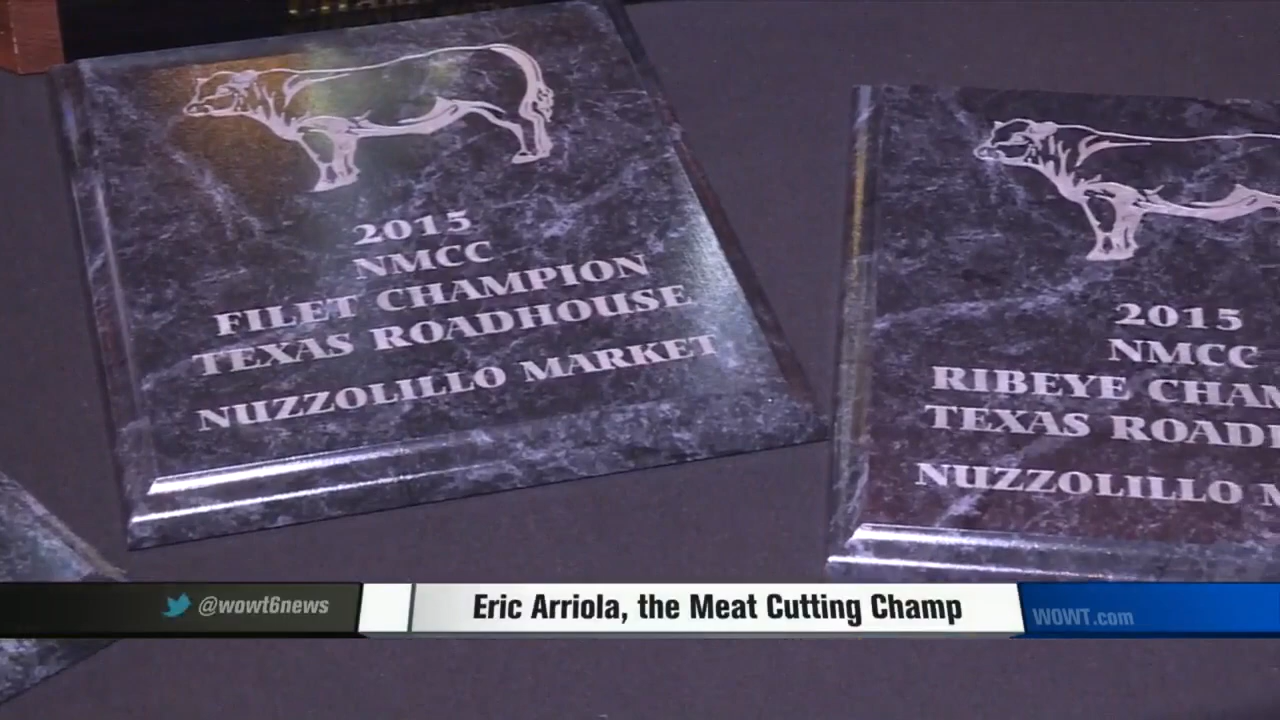 2015
NMCC
FILET CHAMPION
TEXAS ROADHOUSE
NUZZOLILLO MARKET
2015
NMCC
RIBEYE CHAM
TEXAS ROADH
NUZZOLILLO M
@wowt6news
Eric Arriola, the Meat Cutting Champ
WOWT.com